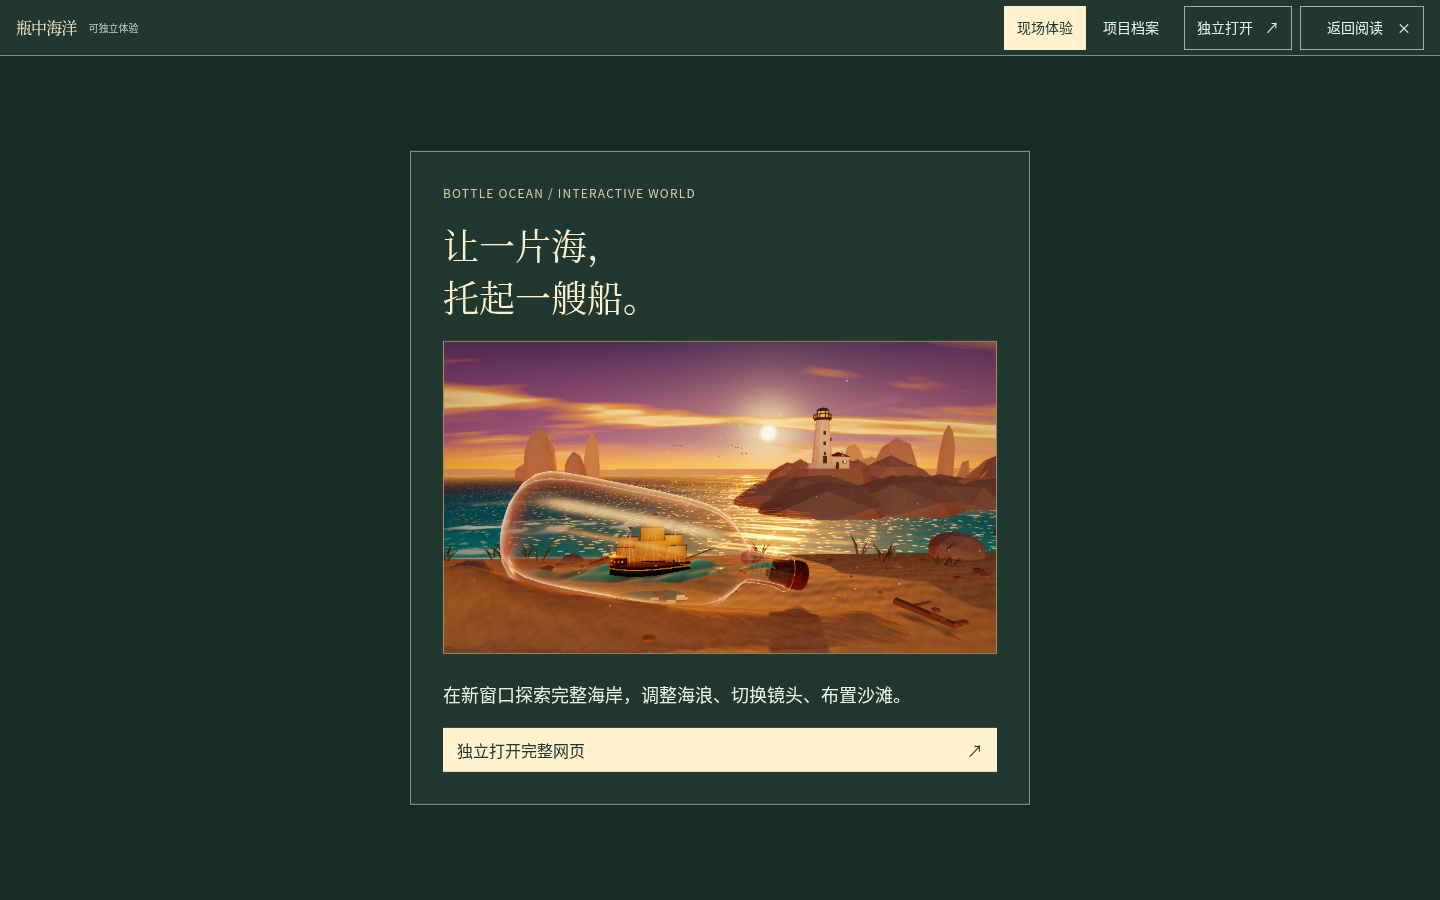 瓶中海洋 可独立体验 现场体验 项目档案 独立打开 ↗ 返回阅读 ×
BOTTLE OCEAN / INTERACTIVE WORLD
让一片海，
托起一艘船。
在新窗口探索完整海岸，调整海浪、切换镜头、布置沙滩。
独立打开完整网页 ↗